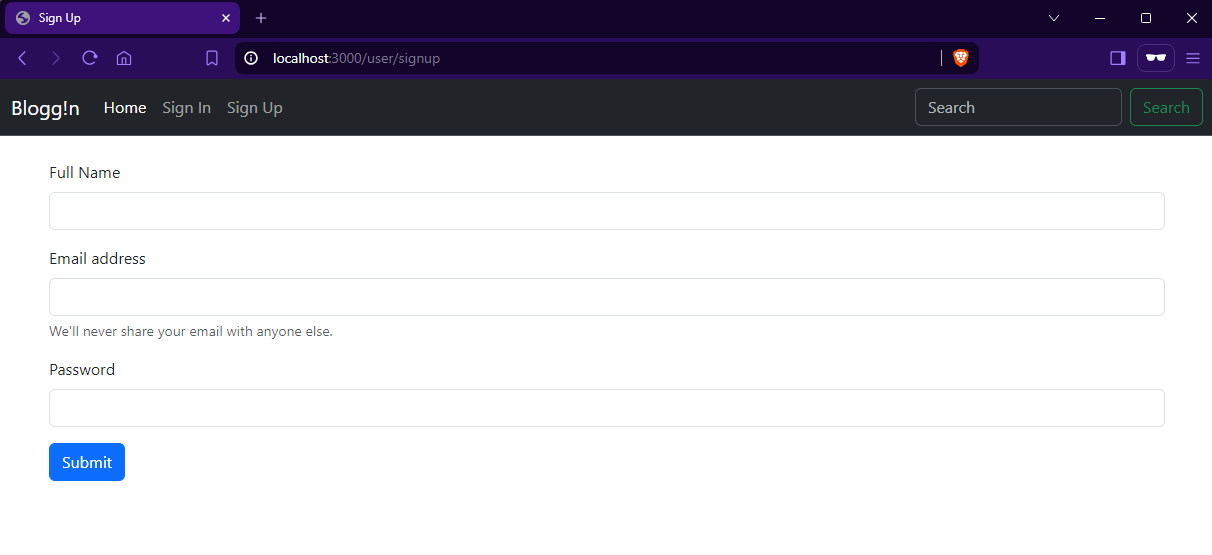 Sign Up
localhost:3000/user/signup
Blogg!n Home Sign In Sign Up Search Search
Full Name
Email address
We'll never share your email with anyone else.
Password
Submit